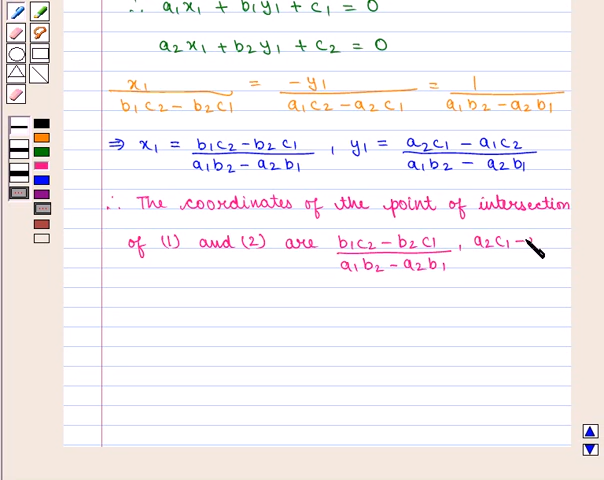 ∴ a₁x₁ + b₁y₁ + c₁ = 0
a₂x₁ + b₂y₁ + c₂ = 0
x₁/(b₁c₂ − b₂c₁) = −y₁/(a₁c₂ − a₂c₁) = 1/(a₁b₂ − a₂b₁)
⇒ x₁ = (b₁c₂ − b₂c₁)/(a₁b₂ − a₂b₁) , y₁ = (a₂c₁ − a₁c₂)/(a₁b₂ − a₂b₁)
∴ The coordinates of the point of intersection
of (1) and (2) are (b₁c₂ − b₂c₁)/(a₁b₂ − a₂b₁) , a₂c₁ −